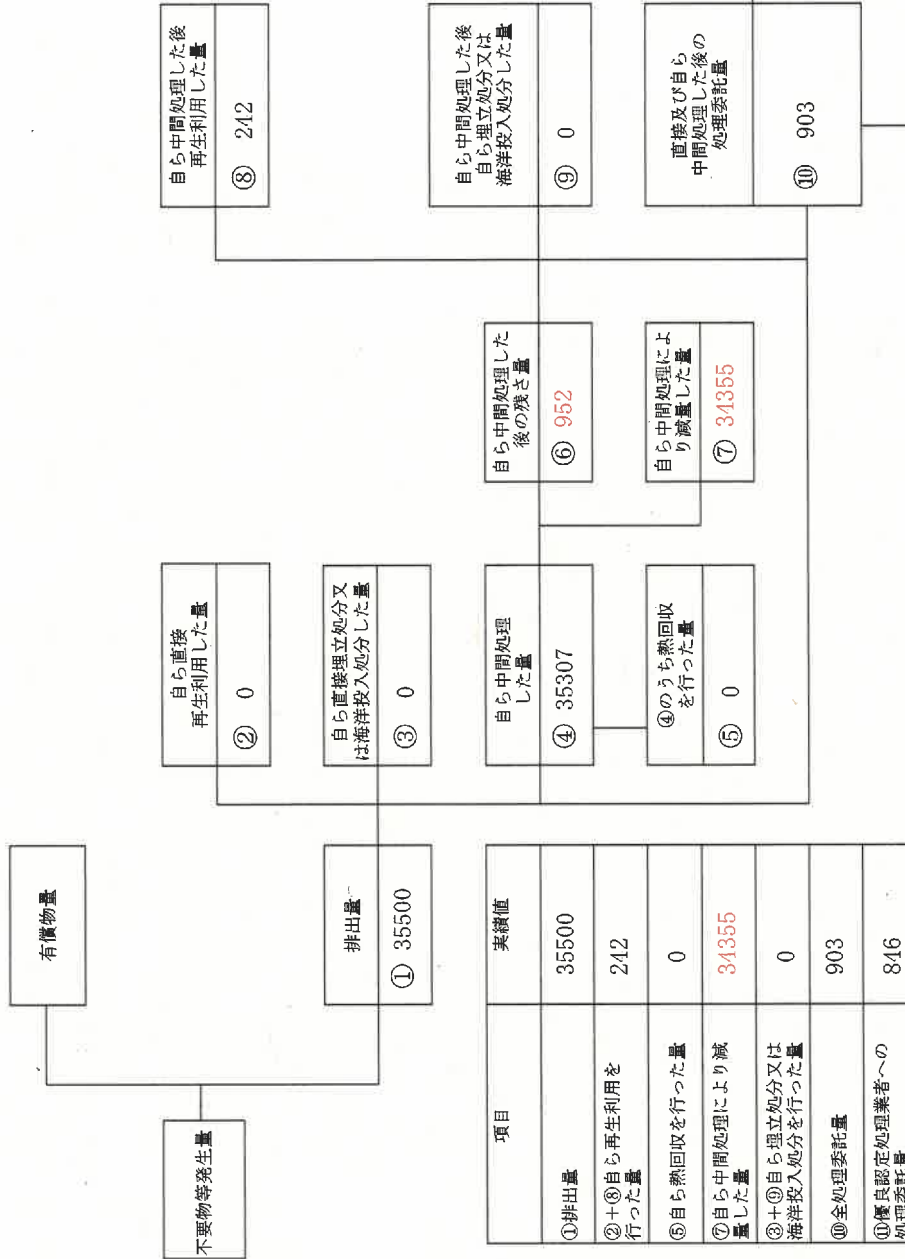 不要物等発生量
有償物量
排出量
① 35500
自ら直接
再生利用した量
② 0
自ら直接埋立処分又
は海洋投入処分した量
③ 0
自ら中間処理
した量
④ 35307
④のうち熱回収
を行った量
⑤ 0
自ら中間処理した
後の残さ量
⑥ 952
自ら中間処理によ
り減量した量
⑦ 34355
自ら中間処理した後
再生利用した量
⑧ 242
自ら中間処理した後
自ら埋立処分又は
海洋投入処分した量
⑨ 0
直接及び自ら
中間処理した後の
処理委託量
⑩ 903
項目
実績値
①排出量
35500
②+⑧自ら再生利用を
行った量
242
⑤自ら熱回収を行った量
0
⑦自ら中間処理により減
量した量
34355
③+⑨自ら埋立処分又は
海洋投入処分を行った量
0
⑩全処理委託量
903
⑪優良認定処理業者への
処理委託量
846